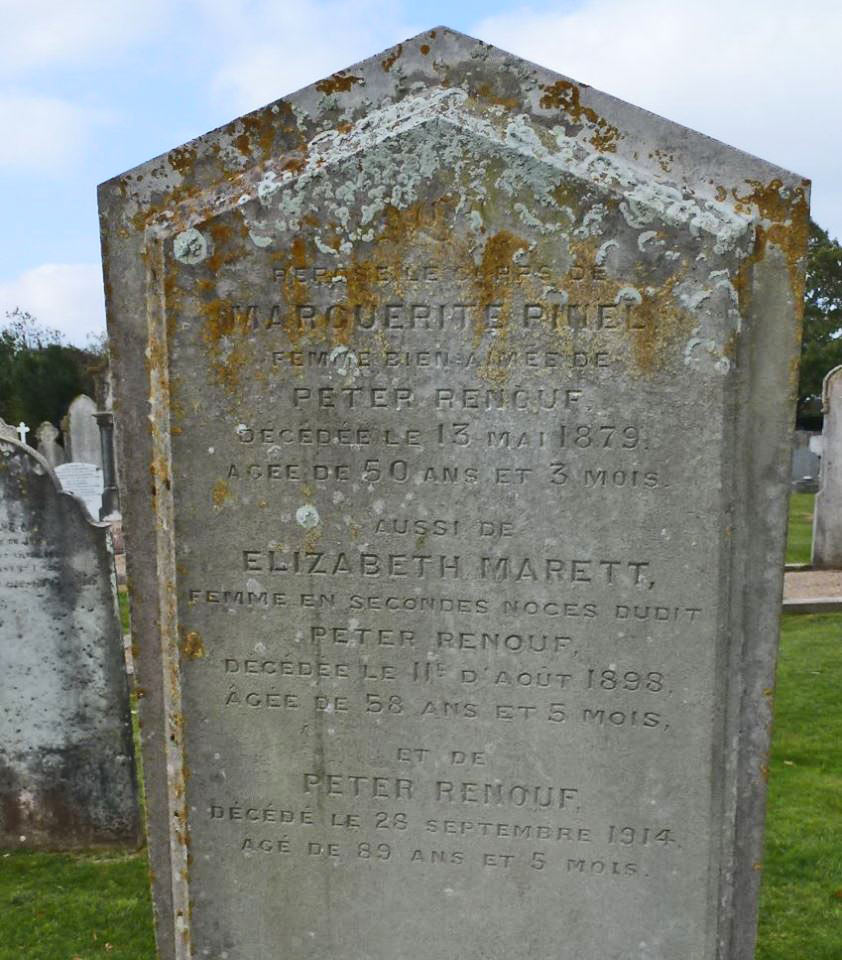 REPOSE LE CORPS DE
MARGUERITE PINEL
FEMME BIEN-AIMÉE DE
PETER RENOUF,
DÉCÉDÉE LE 13 MAI 1879.
AGÉE DE 50 ANS ET 3 MOIS.
AUSSI DE
ELIZABETH MARETT,
FEMME EN SECONDES NOCES DUDIT
PETER RENOUF,
DÉCÉDÉE LE 11E D'AOÛT 1898.
ÂGÉE DE 58 ANS ET 5 MOIS,
ET DE
PETER RENOUF,
DÉCÉDÉ LE 28 SEPTEMBRE 1914.
AGÉ DE 89 ANS ET 5 MOIS.